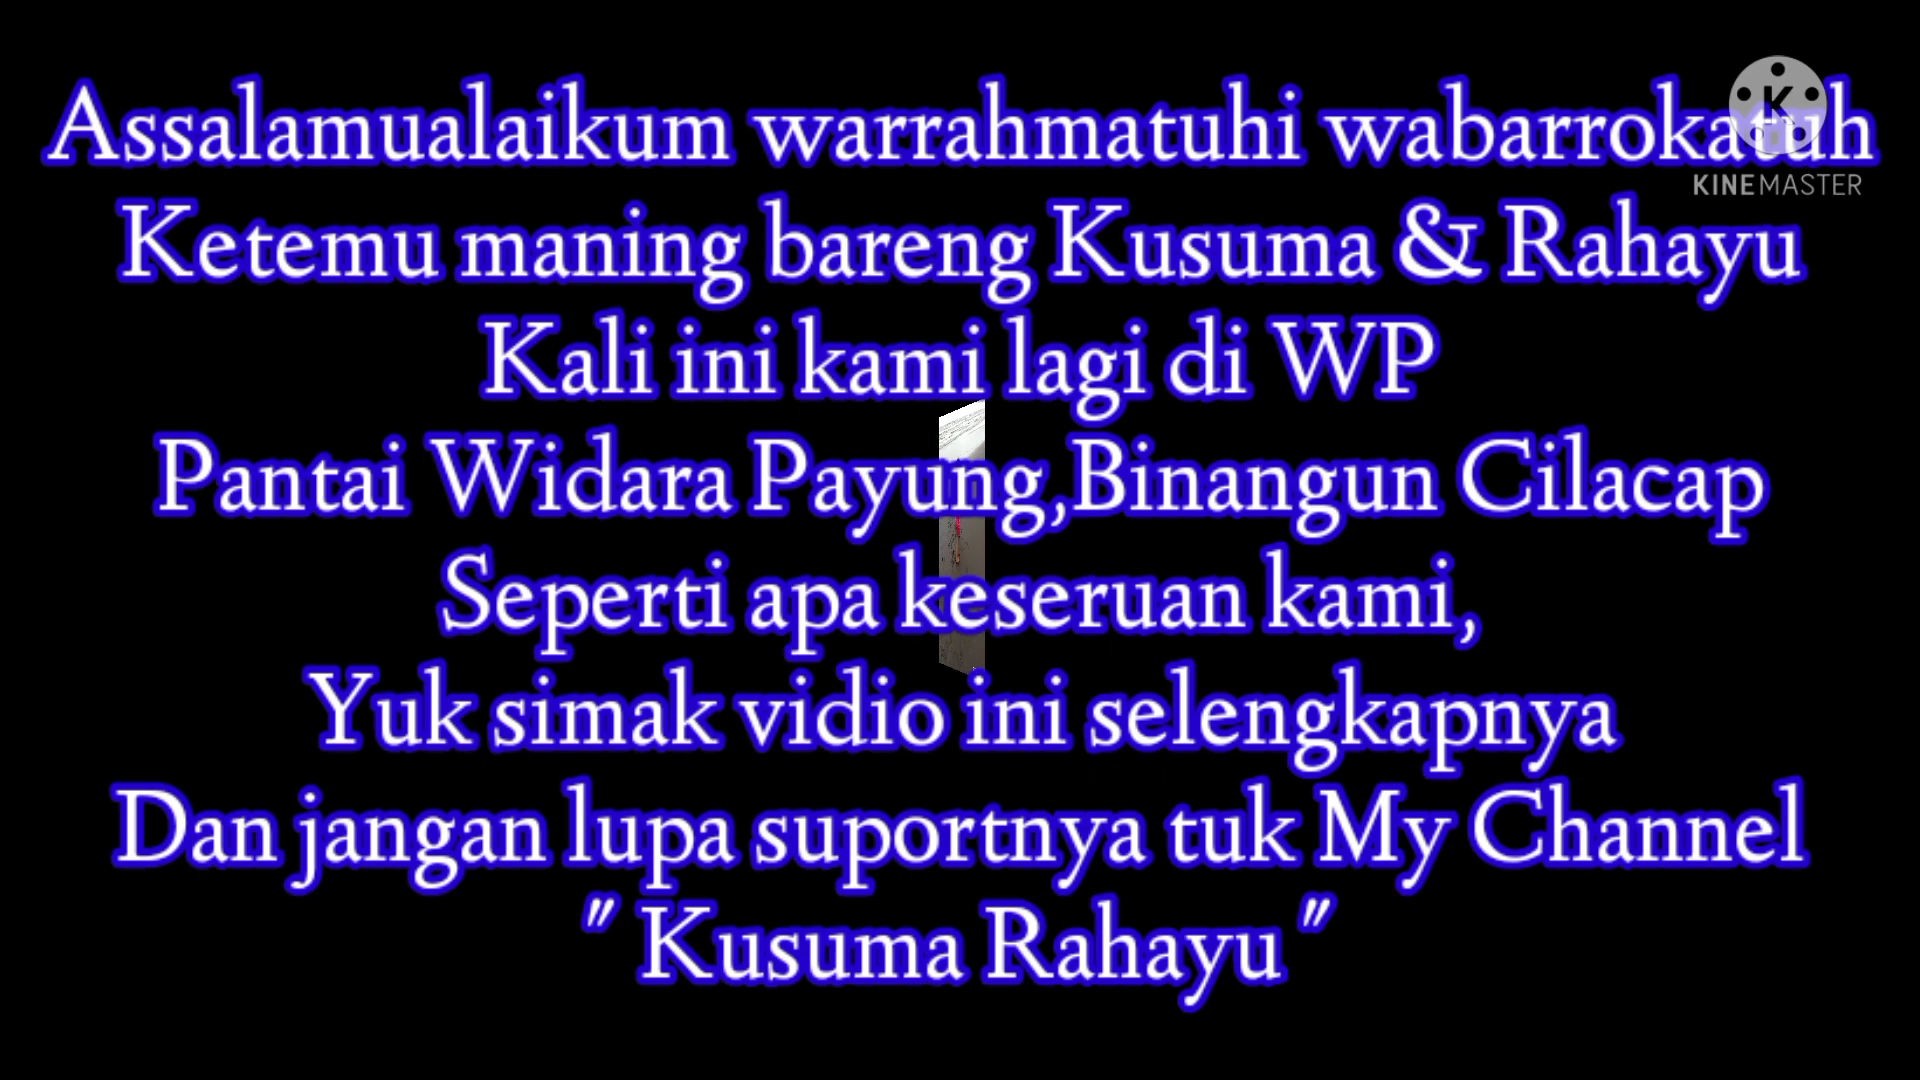 Assalamualaikum warrahmatuhi wabarrokatuh
KINEMASTER
Ketemu maning bareng Kusuma & Rahayu
Kali ini kami lagi di WP
Pantai Widara Payung,Binangun Cilacap
Seperti apa keseruan kami,
Yuk simak vidio ini selengkapnya
Dan jangan lupa suportnya tuk My Channel
" Kusuma Rahayu "